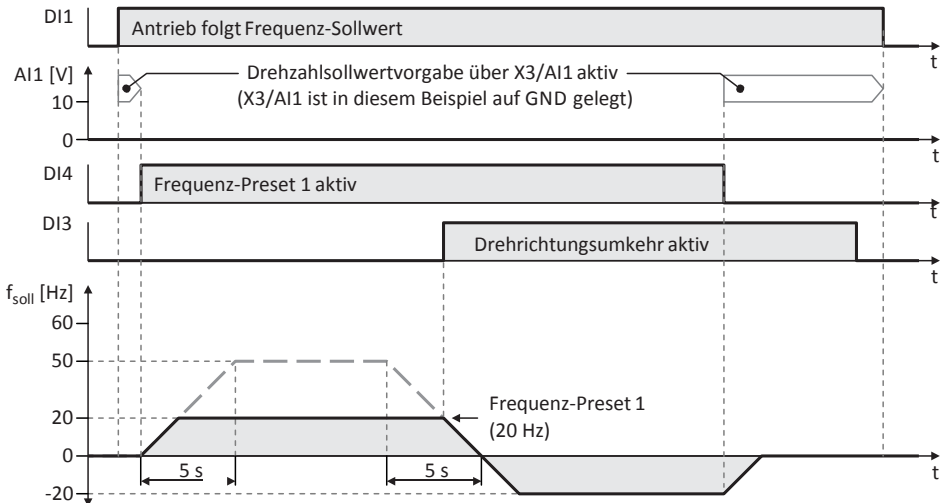 DI1
Antrieb folgt Frequenz-Sollwert
t
AI1 [V]
Drehzahlsollwertvorgabe über X3/AI1 aktiv
(X3/AI1 ist in diesem Beispiel auf GND gelegt)
10
0
t
DI4
Frequenz-Preset 1 aktiv
t
DI3
Drehrichtungsumkehr aktiv
t
fsoll [Hz]
60
50
20
Frequenz-Preset 1
(20 Hz)
0
5 s
5 s
t
-20